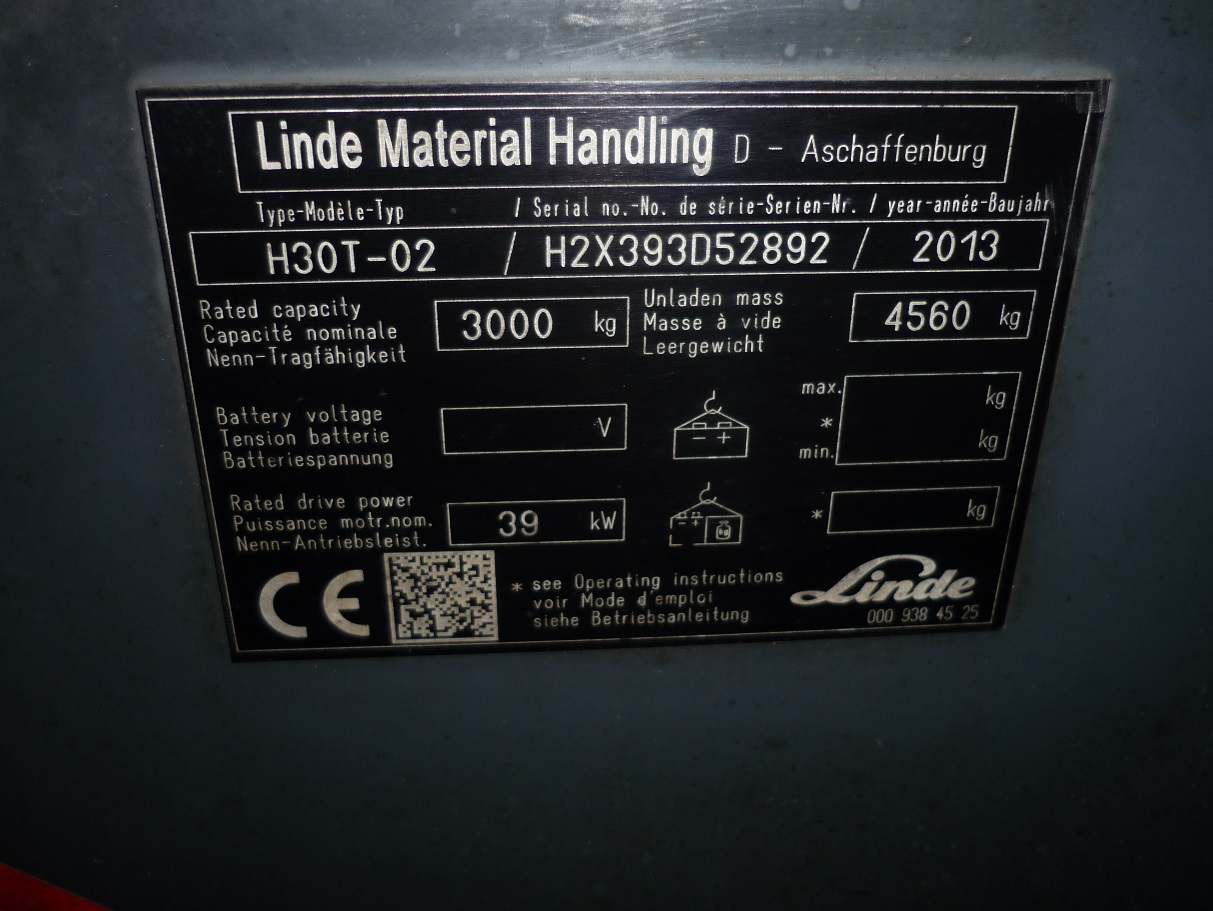 Linde Material Handling D - Aschaffenburg
Type-Modèle-Typ / Serial no.-No. de série-Serien-Nr. / year-année-Baujahr
H30T-02 / H2X393D52892 / 2013
Rated capacity
Capacité nominale
Nenn-Tragfähigkeit
3000 kg
Unladen mass
Masse à vide
Leergewicht
4560 kg
Battery voltage
Tension batterie
Batteriespannung
V
- +
max. kg
*
min. kg
Rated drive power
Puissance motr.nom.
Nenn-Antriebsleist.
39 kW
- + kg
* kg
CE
* see Operating instructions
voir Mode d'emploi
siehe Betriebsanleitung
Linde
000 938 45 25